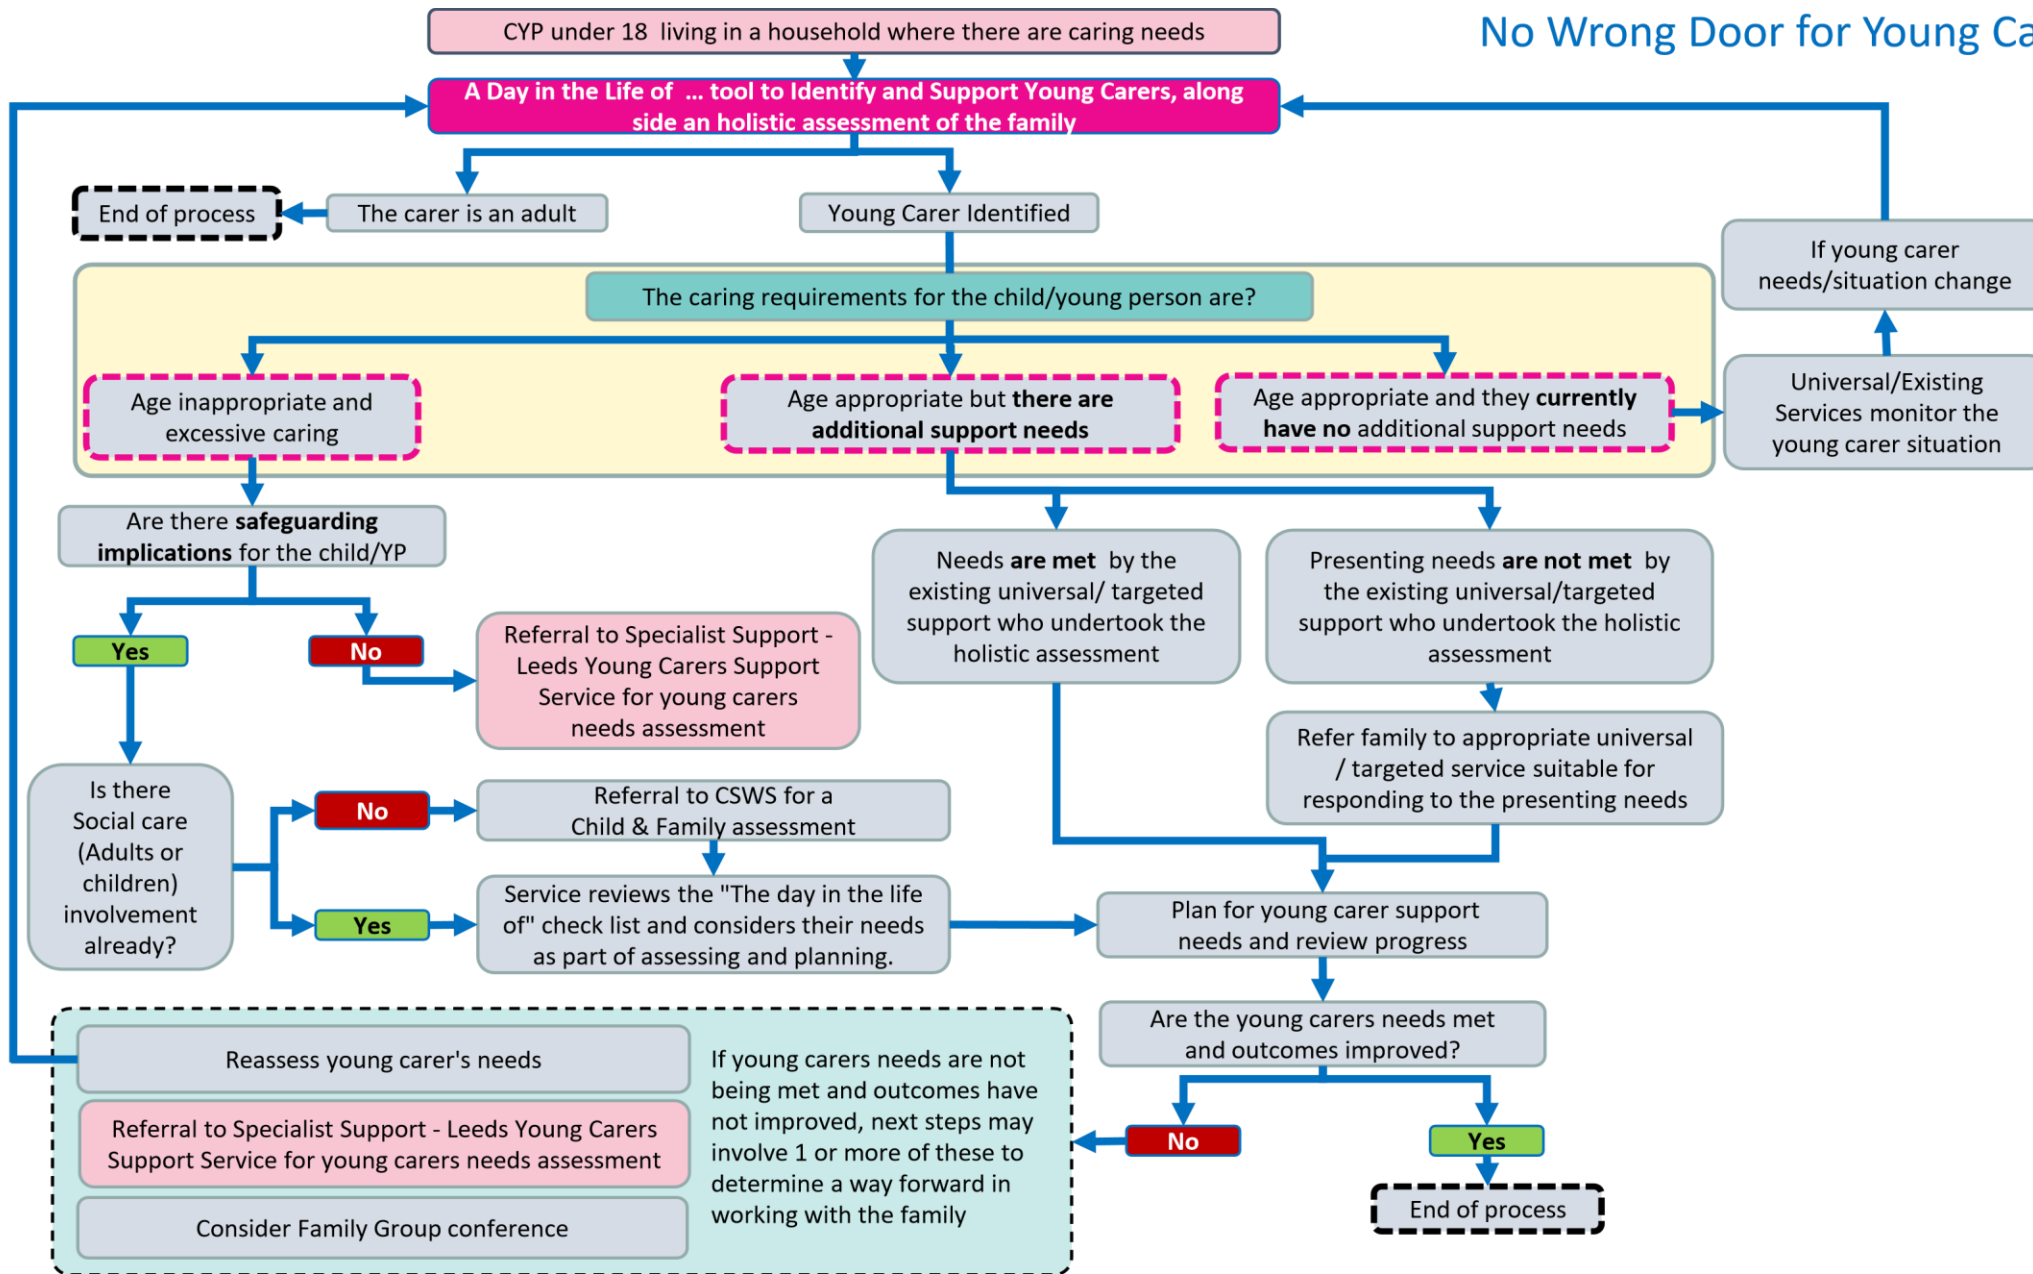 No Wrong Door for Young Ca
CYP under 18 living in a household where there are caring needs
A Day in the Life of ... tool to Identify and Support Young Carers, along
side an holistic assessment of the family
End of process
The carer is an adult
Young Carer Identified
If young carer
needs/situation change
The caring requirements for the child/young person are?
Age inappropriate and
excessive caring
Age appropriate but there are
additional support needs
Age appropriate and they currently
have no additional support needs
Universal/Existing
Services monitor the
young carer situation
Are there safeguarding
implications for the child/YP
Yes
No
Referral to Specialist Support -
Leeds Young Carers Support
Service for young carers
needs assessment
Needs are met by the
existing universal/ targeted
support who undertook the
holistic assessment
Presenting needs are not met by
the existing universal/targeted
support who undertook the holistic
assessment
Refer family to appropriate universal
/ targeted service suitable for
responding to the presenting needs
Is there
Social care
(Adults or
children)
involvement
already?
No
Referral to CSWS for a
Child & Family assessment
Yes
Service reviews the "The day in the life
of" check list and considers their needs
as part of assessing and planning.
Plan for young carer support
needs and review progress
Are the young carers needs met
and outcomes improved?
No
Yes
End of process
Reassess young carer's needs
Referral to Specialist Support - Leeds Young Carers
Support Service for young carers needs assessment
Consider Family Group conference
If young carers needs are not
being met and outcomes have
not improved, next steps may
involve 1 or more of these to
determine a way forward in
working with the family